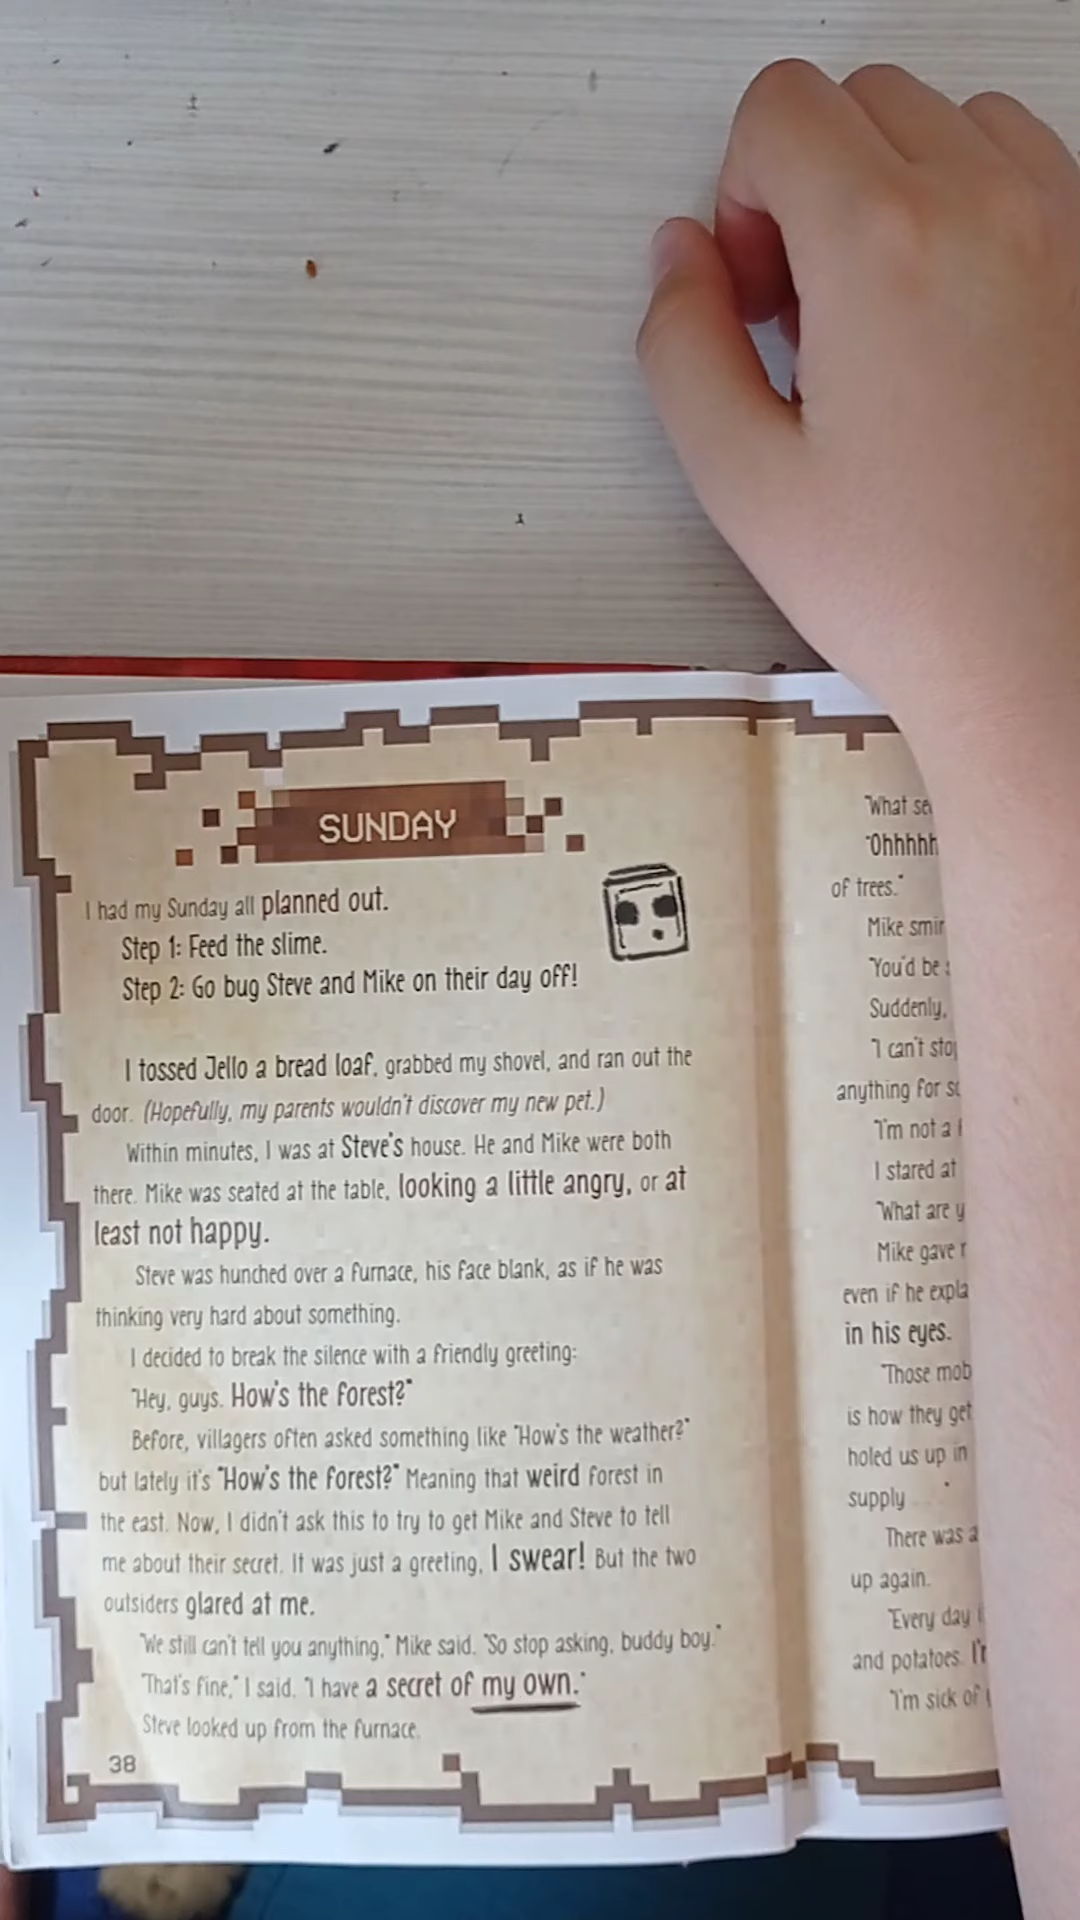 SUNDAY
I had my Sunday all planned out.
Step 1: Feed the slime.
Step 2: Go bug Steve and Mike on their day off!
I tossed Jello a bread loaf, grabbed my shovel, and ran out the
door. (Hopefully, my parents wouldn't discover my new pet.)
Within minutes, I was at Steve's house. He and Mike were both
there. Mike was seated at the table, looking a little angry, or at
least not happy.
Steve was hunched over a furnace, his face blank, as if he was
thinking very hard about something.
I decided to break the silence with a friendly greeting:
"Hey, guys. How's the forest?"
Before, villagers often asked something like "How's the weather?"
but lately it's "How's the forest?" Meaning that weird forest in
the east. Now, I didn't ask this to try to get Mike and Steve to tell
me about their secret. It was just a greeting, I swear! But the two
outsiders glared at me.
"We still can't tell you anything," Mike said. "So stop asking, buddy boy."
"That's fine," I said. "I have a secret of my own."
Steve looked up from the furnace.
38
"What
"Ohhhhh
of trees."
Mike
"You'd be
Suddenly,
"I can't
anything for
"I'm not a
I stared at
"What are
Mike gave
even if he
in his eyes.
"Those
is how they get
holed us up in
supply . . ."
There was a
up again.
"Every day
and potatoes.
"I'm sick of